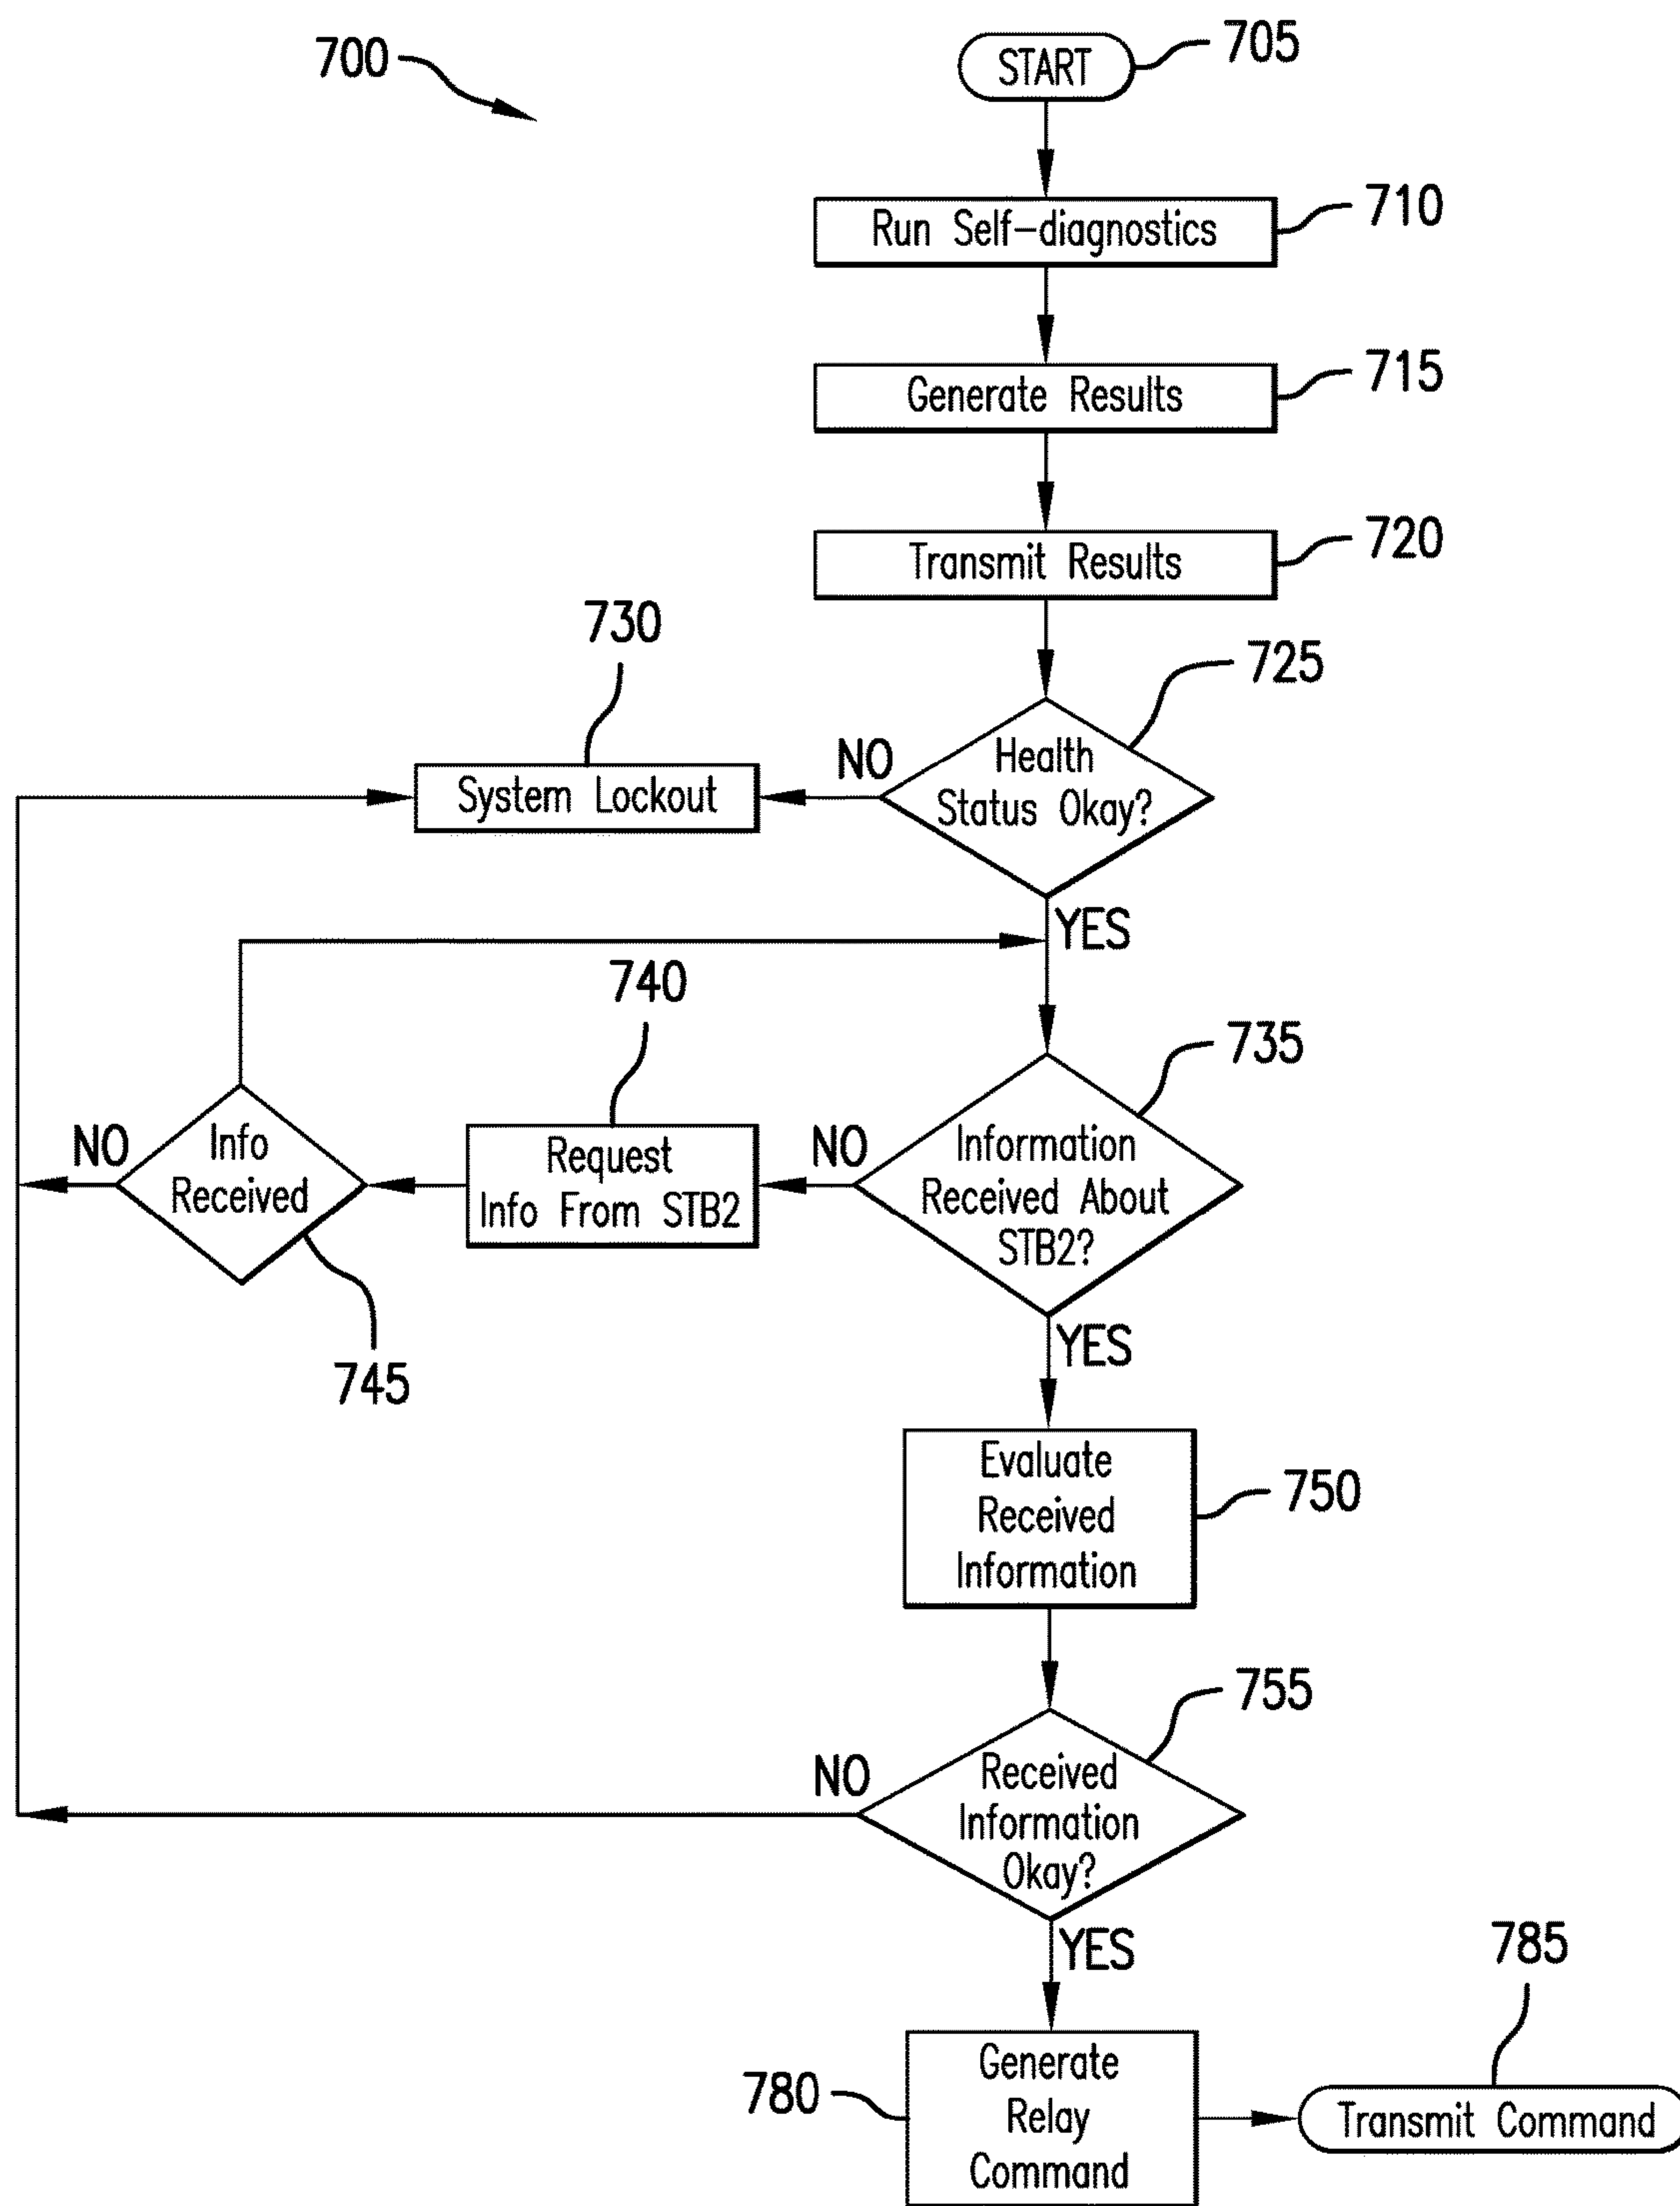 700
START
705
Run Self-diagnostics
710
Generate Results
715
Transmit Results
720
730
725
System Lockout
NO
Health
Status Okay?
YES
740
735
NO
Info
Received
Request
Info From STB2
NO
Information
Received About
STB2?
745
YES
Evaluate
Received
Information
750
755
NO
Received
Information
Okay?
YES
785
780
Generate
Relay
Command
Transmit Command